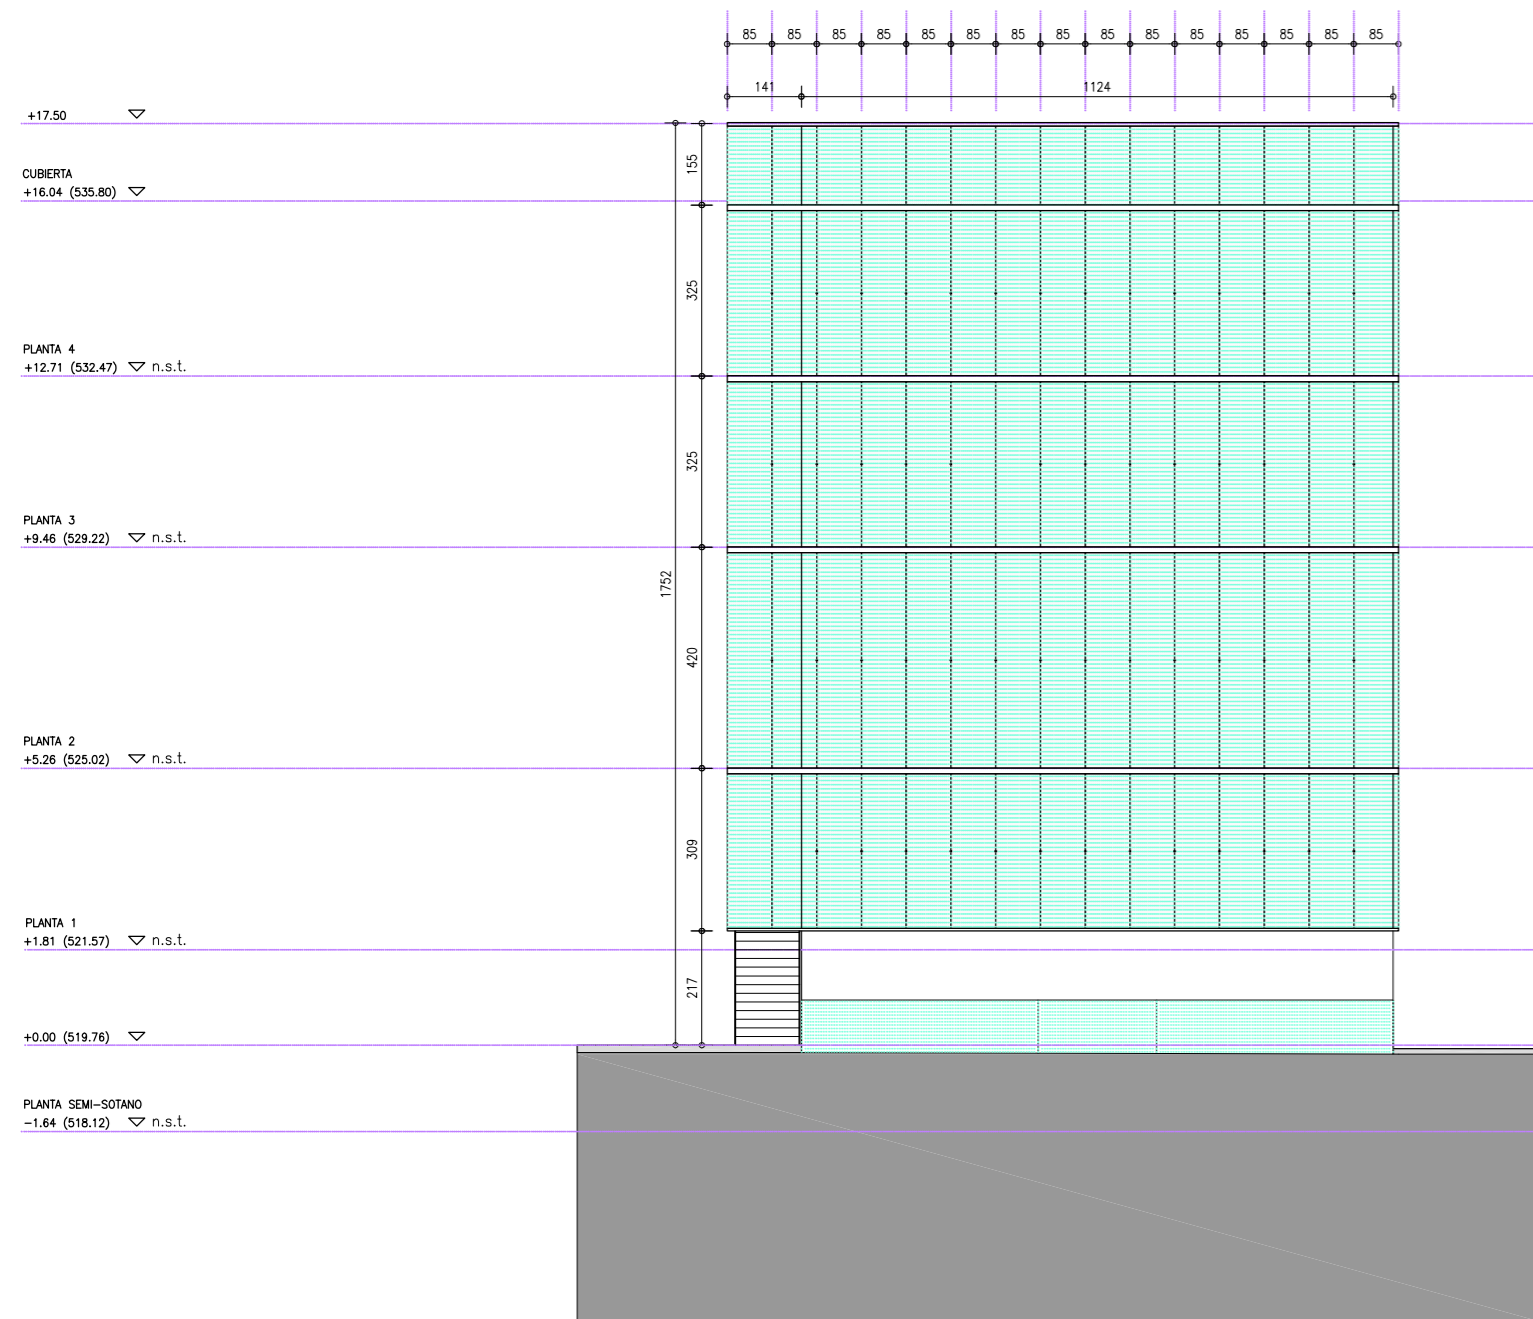 85 85 85 85 85 85 85 85 85 85 85 85 85 85 85
141 1124
+17.50
155
CUBIERTA
+16.04 (535.80)
325
PLANTA 4
+12.71 (532.47) n.s.t.
325
PLANTA 3
+9.46 (529.22) n.s.t.
1752
420
PLANTA 2
+5.26 (525.02) n.s.t.
309
PLANTA 1
+1.81 (521.57) n.s.t.
217
+0.00 (519.76)
PLANTA SEMI-SOTANO
-1.64 (518.12) n.s.t.